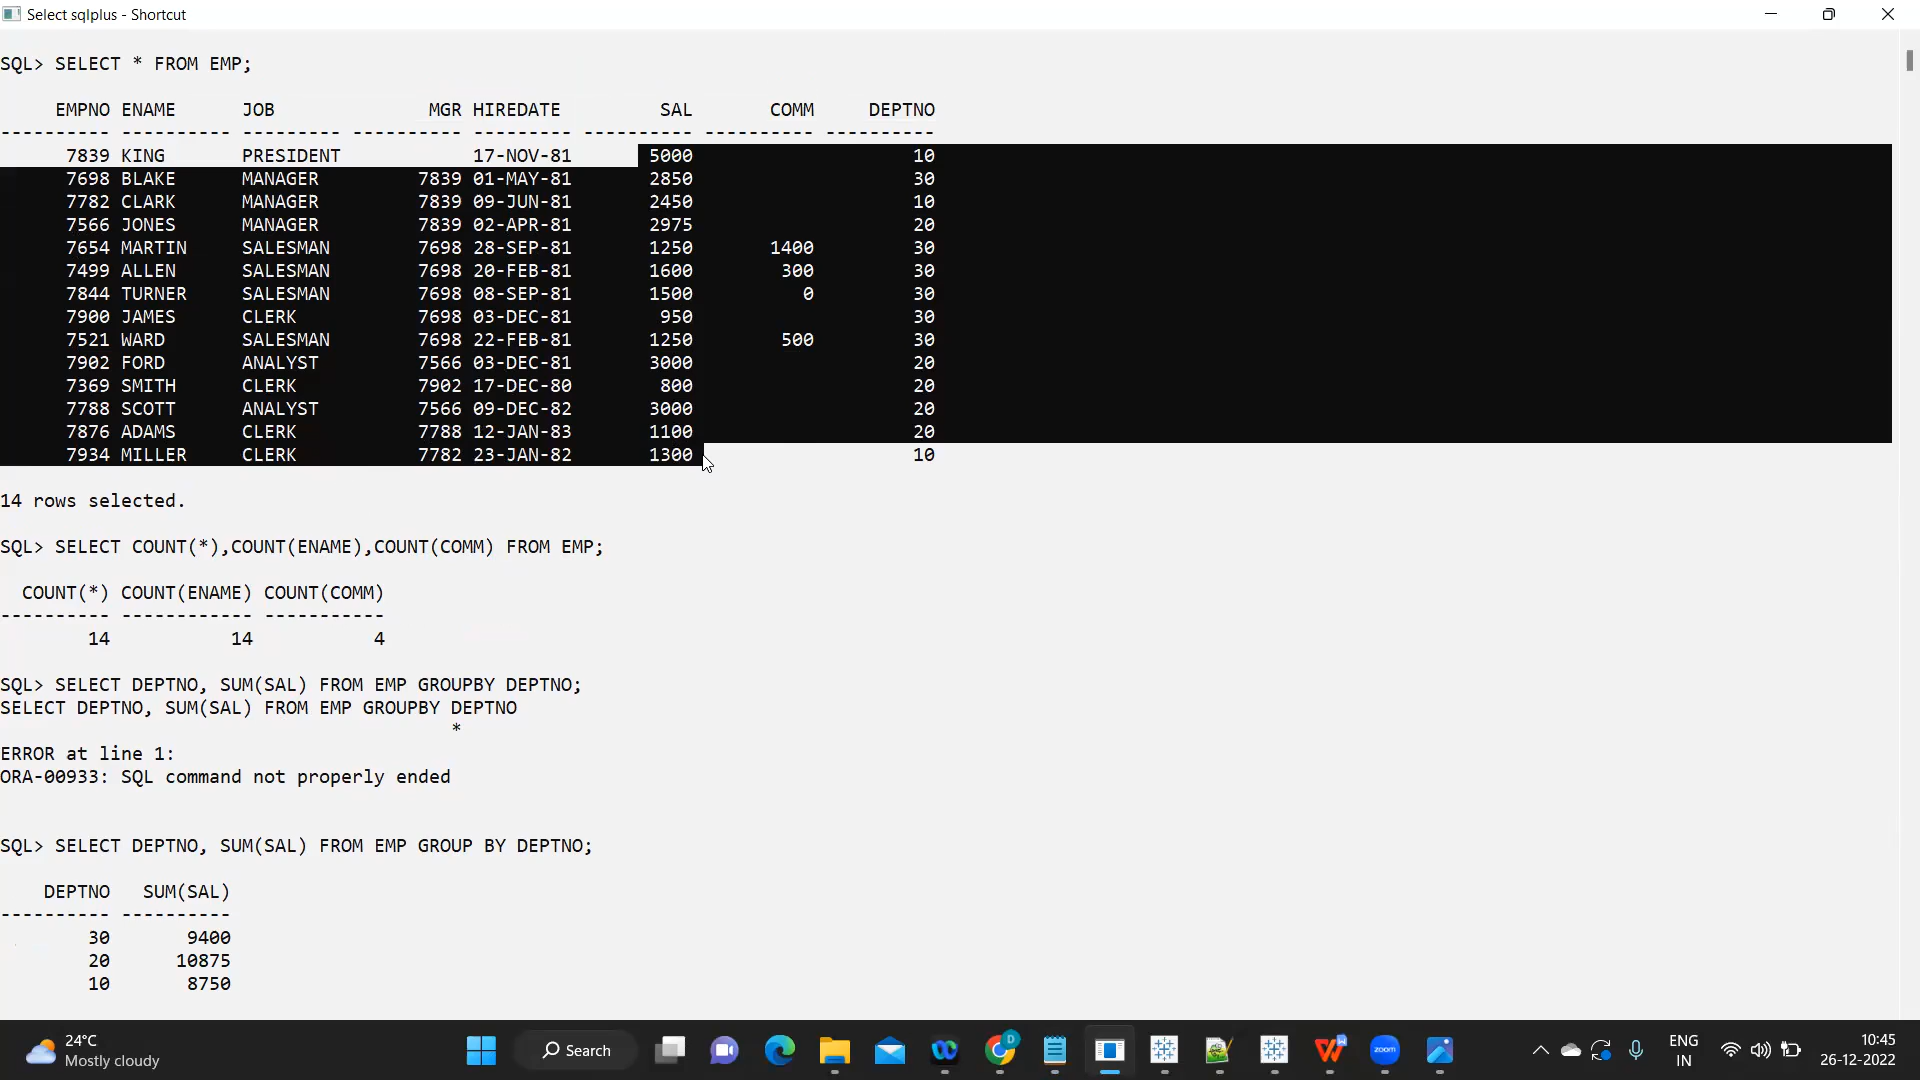 Select sqlplus - Shortcut
SQL> SELECT * FROM EMP;
     EMPNO ENAME      JOB              MGR HIREDATE         SAL       COMM     DEPTNO
---------- ---------- --------- ---------- --------- ---------- ---------- ----------
      7839 KING       PRESIDENT            17-NOV-81       5000                    10
      7698 BLAKE      MANAGER         7839 01-MAY-81       2850                    30
      7782 CLARK      MANAGER         7839 09-JUN-81       2450                    10
      7566 JONES      MANAGER         7839 02-APR-81       2975                    20
      7654 MARTIN     SALESMAN        7698 28-SEP-81       1250       1400         30
      7499 ALLEN      SALESMAN        7698 20-FEB-81       1600        300         30
      7844 TURNER     SALESMAN        7698 08-SEP-81       1500          0         30
      7900 JAMES      CLERK           7698 03-DEC-81        950                    30
      7521 WARD       SALESMAN        7698 22-FEB-81       1250        500         30
      7902 FORD       ANALYST         7566 03-DEC-81       3000                    20
      7369 SMITH      CLERK           7902 17-DEC-80        800                    20
      7788 SCOTT      ANALYST         7566 09-DEC-82       3000                    20
      7876 ADAMS      CLERK           7788 12-JAN-83       1100                    20
      7934 MILLER     CLERK           7782 23-JAN-82       1300                    10
14 rows selected.
SQL> SELECT COUNT(*),COUNT(ENAME),COUNT(COMM) FROM EMP;
  COUNT(*) COUNT(ENAME) COUNT(COMM)
---------- ------------ -----------
        14           14           4
SQL> SELECT DEPTNO, SUM(SAL) FROM EMP GROUPBY DEPTNO;
SELECT DEPTNO, SUM(SAL) FROM EMP GROUPBY DEPTNO
                                         *
ERROR at line 1:
ORA-00933: SQL command not properly ended
SQL> SELECT DEPTNO, SUM(SAL) FROM EMP GROUP BY DEPTNO;
    DEPTNO   SUM(SAL)
---------- ----------
        30       9400
        20      10875
        10       8750
24°C
Mostly cloudy
Search
D
zoom
ENG
IN
10:45
26-12-2022